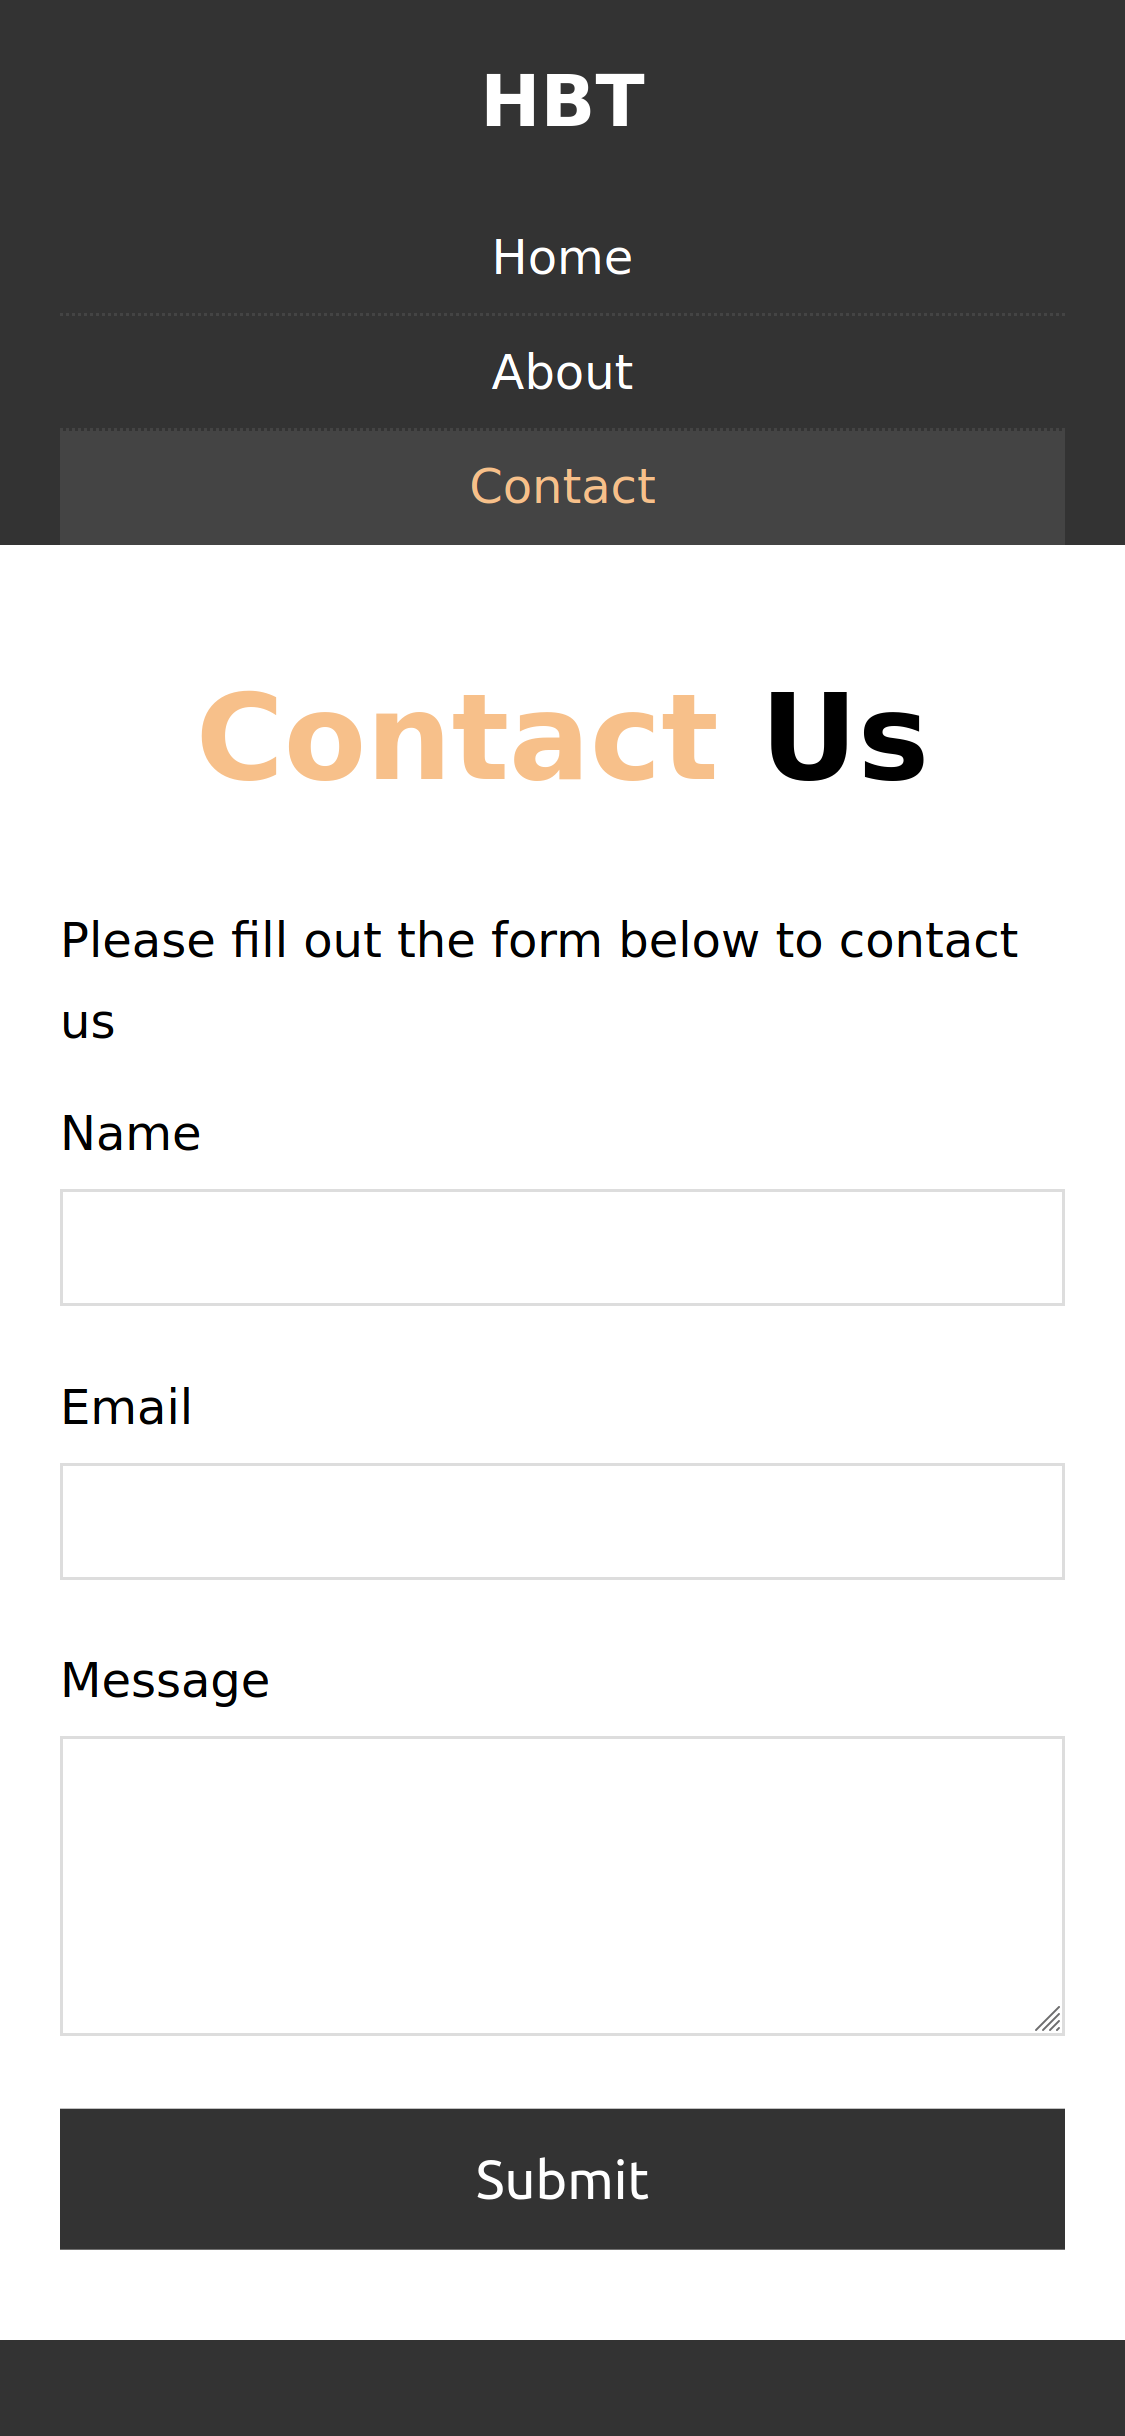 HBT
Home
About
Contact
Contact Us
Please fill out the form below to contact
us
Name
Email
Message
Submit